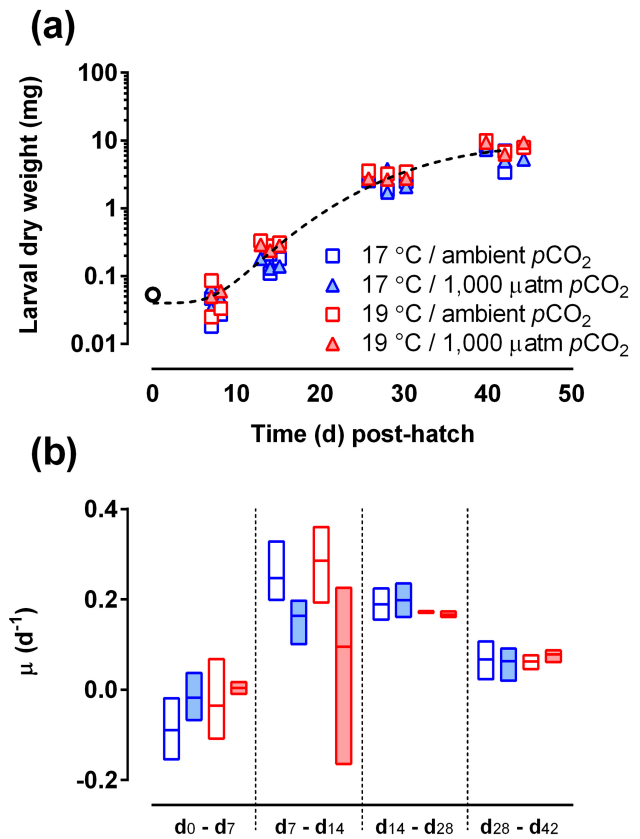 (a)
Larval dry weight (mg)
100
10
1
0.1
0.01
17 °C / ambient pCO2
17 °C / 1,000 µatm pCO2
19 °C / ambient pCO2
19 °C / 1,000 µatm pCO2
0 10 20 30 40 50
Time (d) post-hatch
(b)
µ (d-1)
0.4
0.2
0.0
-0.2
d0 - d7 d7 - d14 d14 - d28 d28 - d42